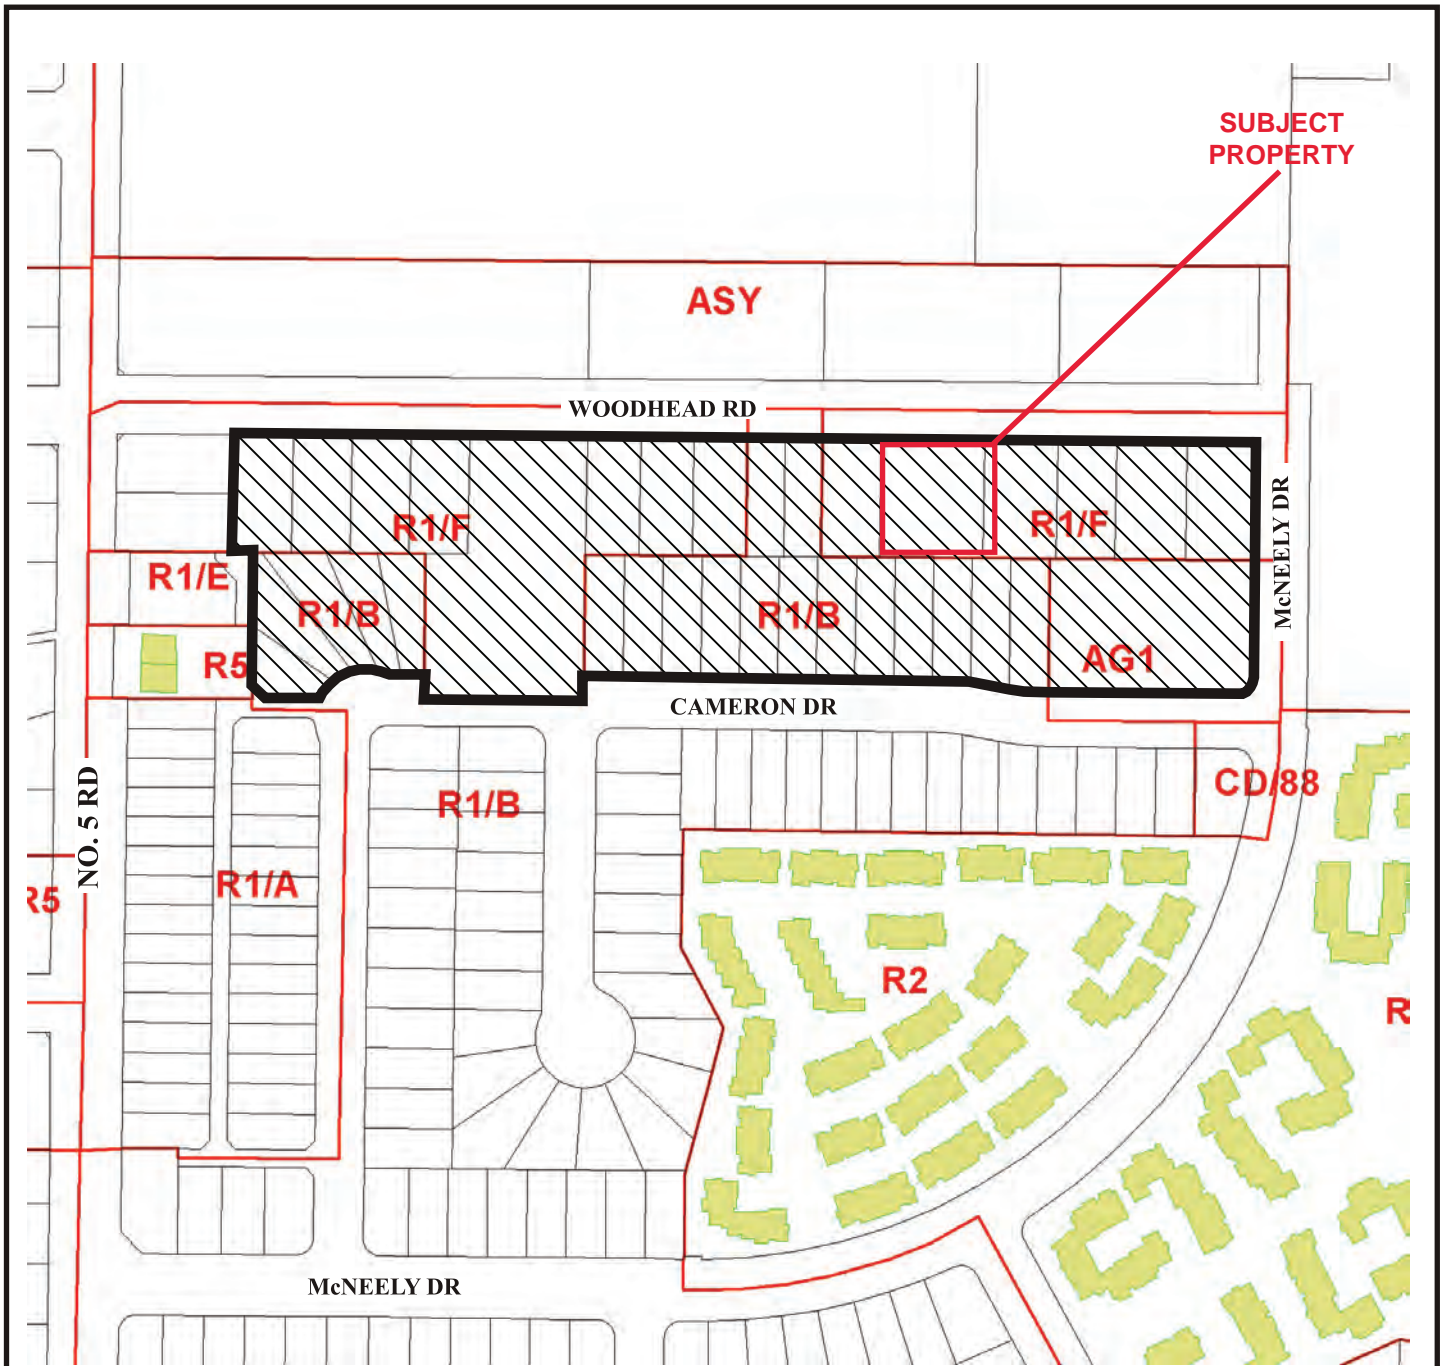 SUBJECT
PROPERTY
ASY
WOODHEAD RD
R1/F
R1/F
McNEELY DR
R1/E
R1/B
R1/B
R5
AG1
CAMERON DR
NO. 5 RD
R1/B
CD/88
R1/A
R5
R2
R
McNEELY DR